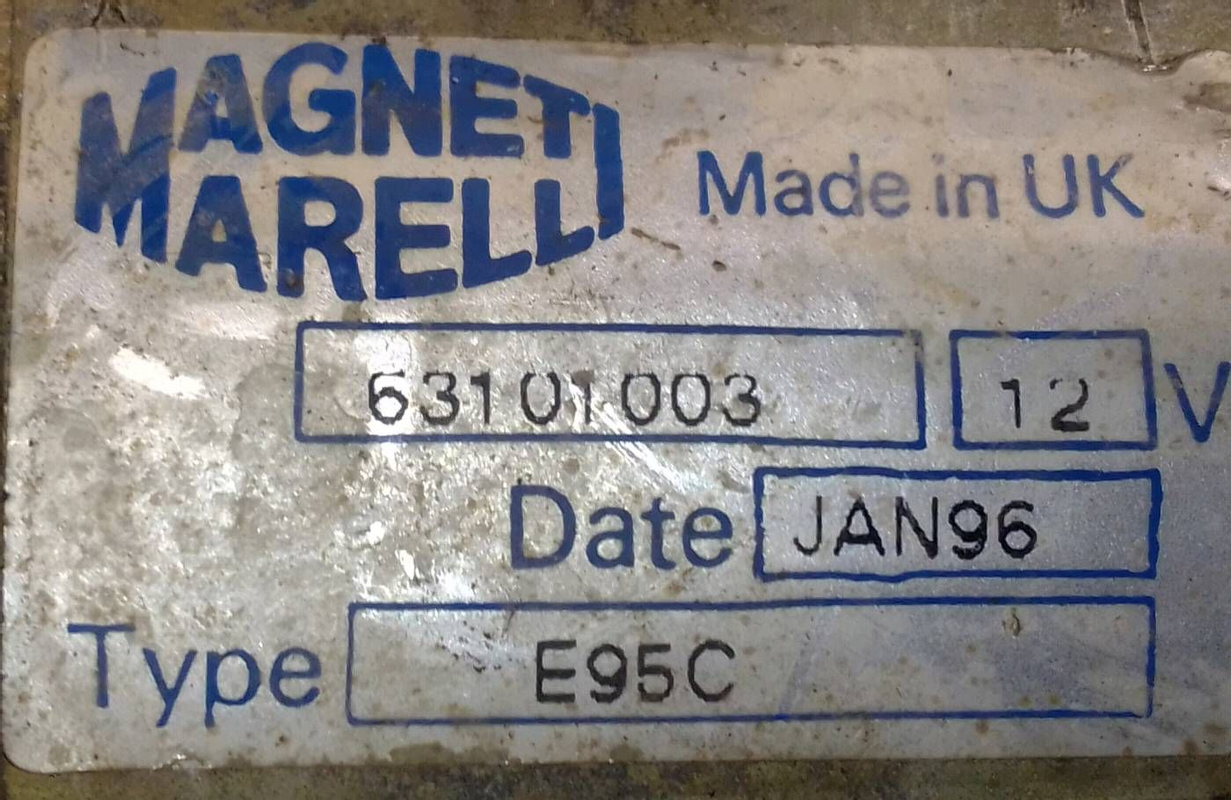 MAGNETI
MARELLI
Made in UK
63101003 12 V
Date JAN96
Type E95C